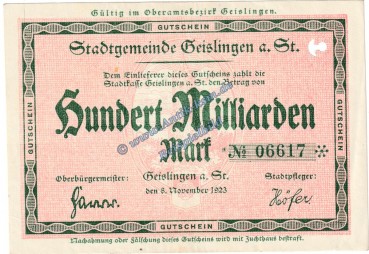 Gültig im Oberamtsbezirk Geislingen.
GUTSCHEIN
Stadtgemeinde Geislingen a. St.
Dem Einlieferer dieses Gutscheins zahlt die
Stadtkasse Geislingen a. St. den Betrag von
GUTSCHEIN
Hundert Milliarden
GUTSCHEIN
Mark № 06617 *
Oberbürgermeister: Geislingen a. St. Stadtpfleger:
den 8. November 1923
Höfer
GUTSCHEIN
Nachahmung oder Fälschung dieses Gutscheins wird mit Zuchthaus bestraft.